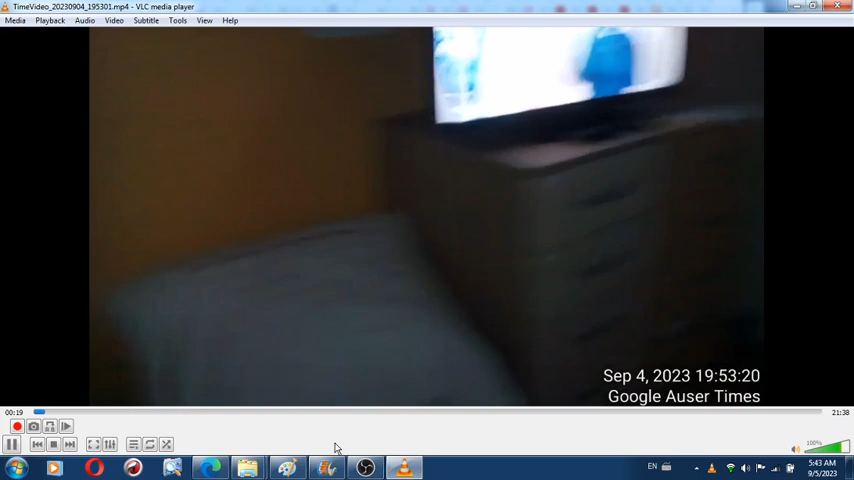 TimeVideo_20230904_195301.mp4 - VLC media player
Media Playback Audio Video Subtitle Tools View Help
Sep 4, 2023 19:53:20
Google Auser Times
00:19 21:38
100%
EN 5:43 AM
9/5/2023